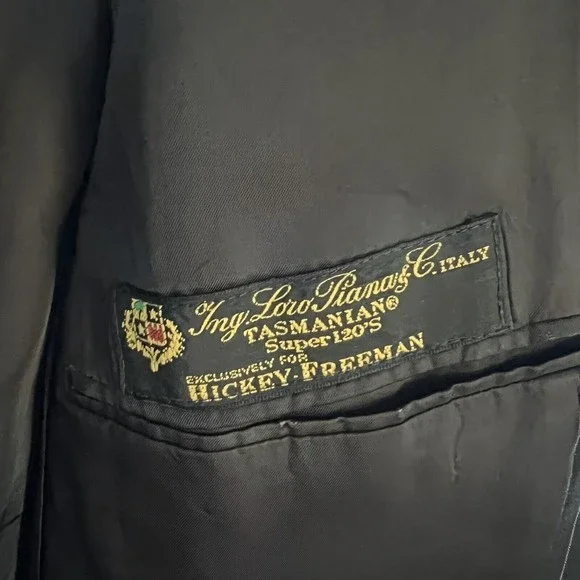 Ing. Loro Piana & C. ITALY
TASMANIAN®
Super 120'S
EXCLUSIVELY FOR
HICKEY-FREEMAN